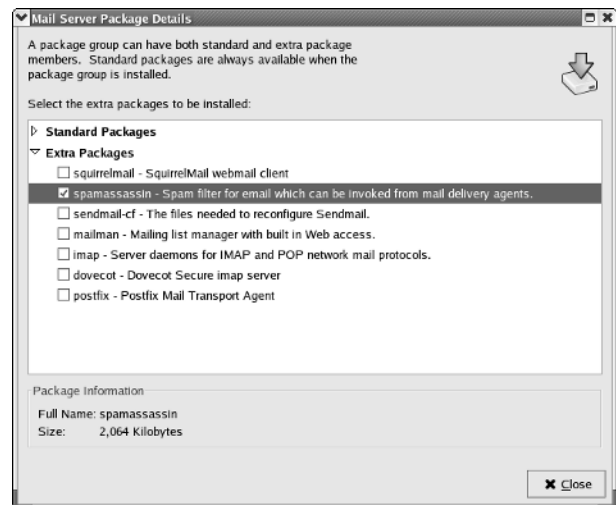 Mail Server Package Details
A package group can have both standard and extra package
members. Standard packages are always available when the
package group is installed.
Select the extra packages to be installed:
Standard Packages
Extra Packages
squirrelmail - SquirrelMail webmail client
spamassassin - Spam filter for email which can be invoked from mail delivery agents.
sendmail-cf - The files needed to reconfigure Sendmail.
mailman - Mailing list manager with built in Web access.
imap - Server daemons for IMAP and POP network mail protocols.
dovecot - Dovecot Secure imap server
postfix - Postfix Mail Transport Agent
Package Information
Full Name: spamassassin
Size: 2,064 Kilobytes
Close